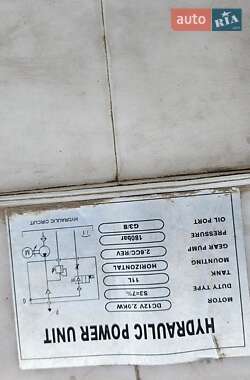 auto RIA
HYDRAULIC POWER UNIT
MOTOR DC12V 2.0KW
DUTY TYPE S3=7%
TANK 11L
MOUNTING HORIZONTAL
GEAR PUMP 2.6CC/REV
PRESSURE 180bar
OIL PORT G3/8
HYDRAULIC CIRCUIT
M
P